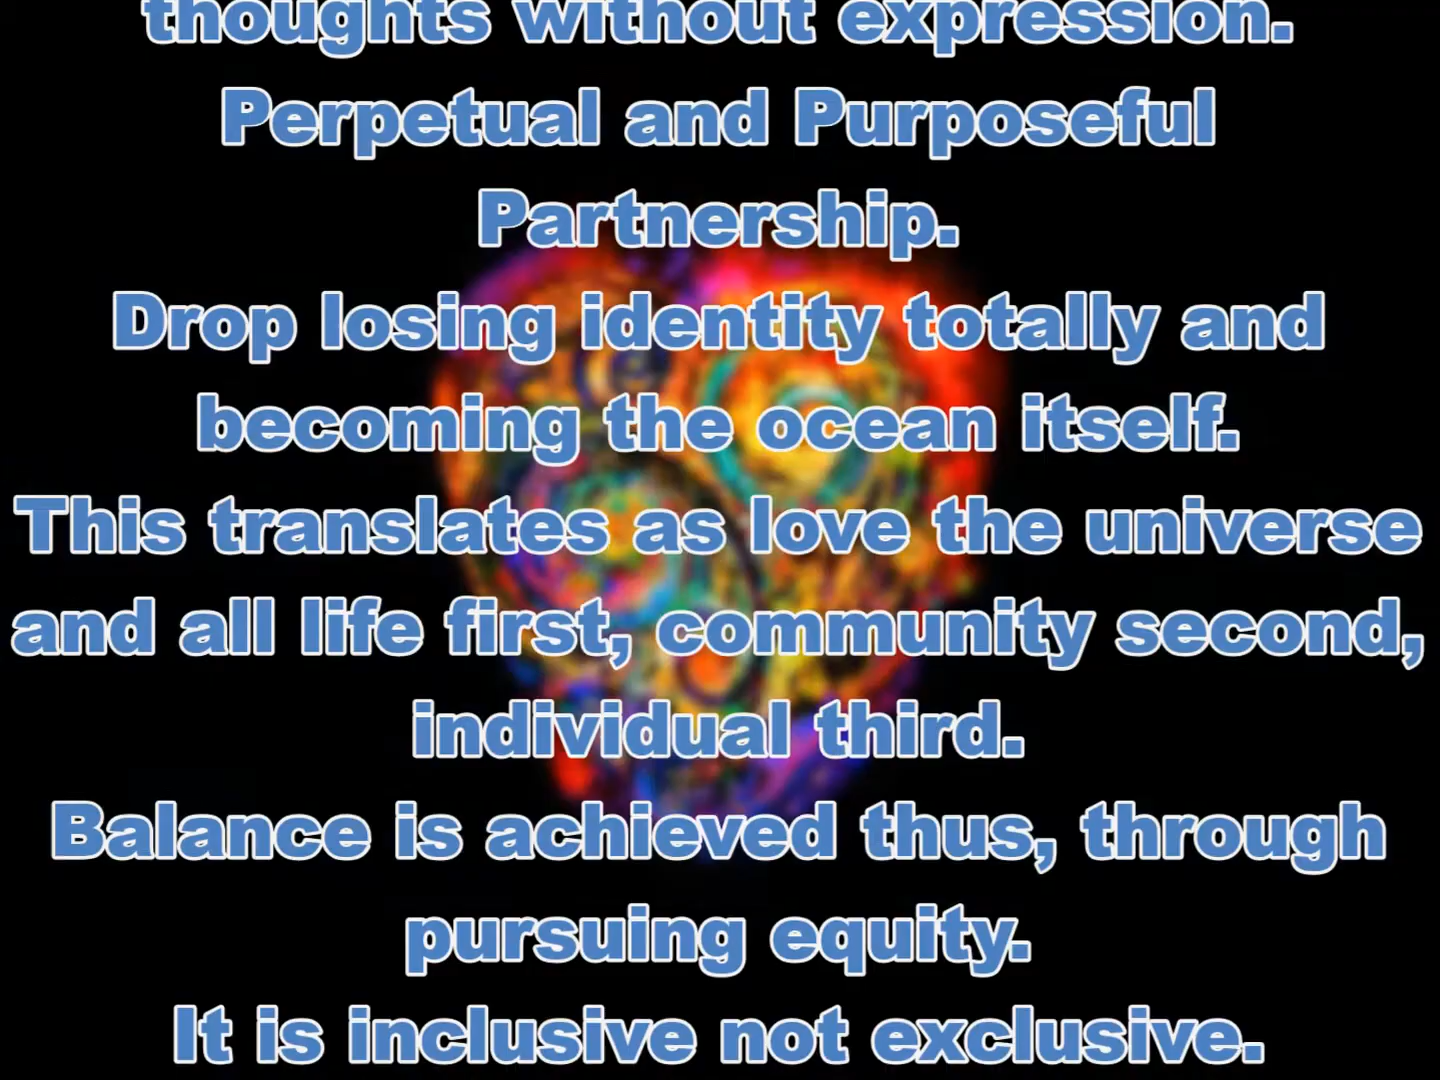 thoughts without expression.
Perpetual and Purposeful
Partnership.
Drop losing identity totally and
becoming the ocean itself.
This translates as love the universe
and all life first, community second,
individual third.
Balance is achieved thus, through
pursuing equity.
It is inclusive not exclusive.